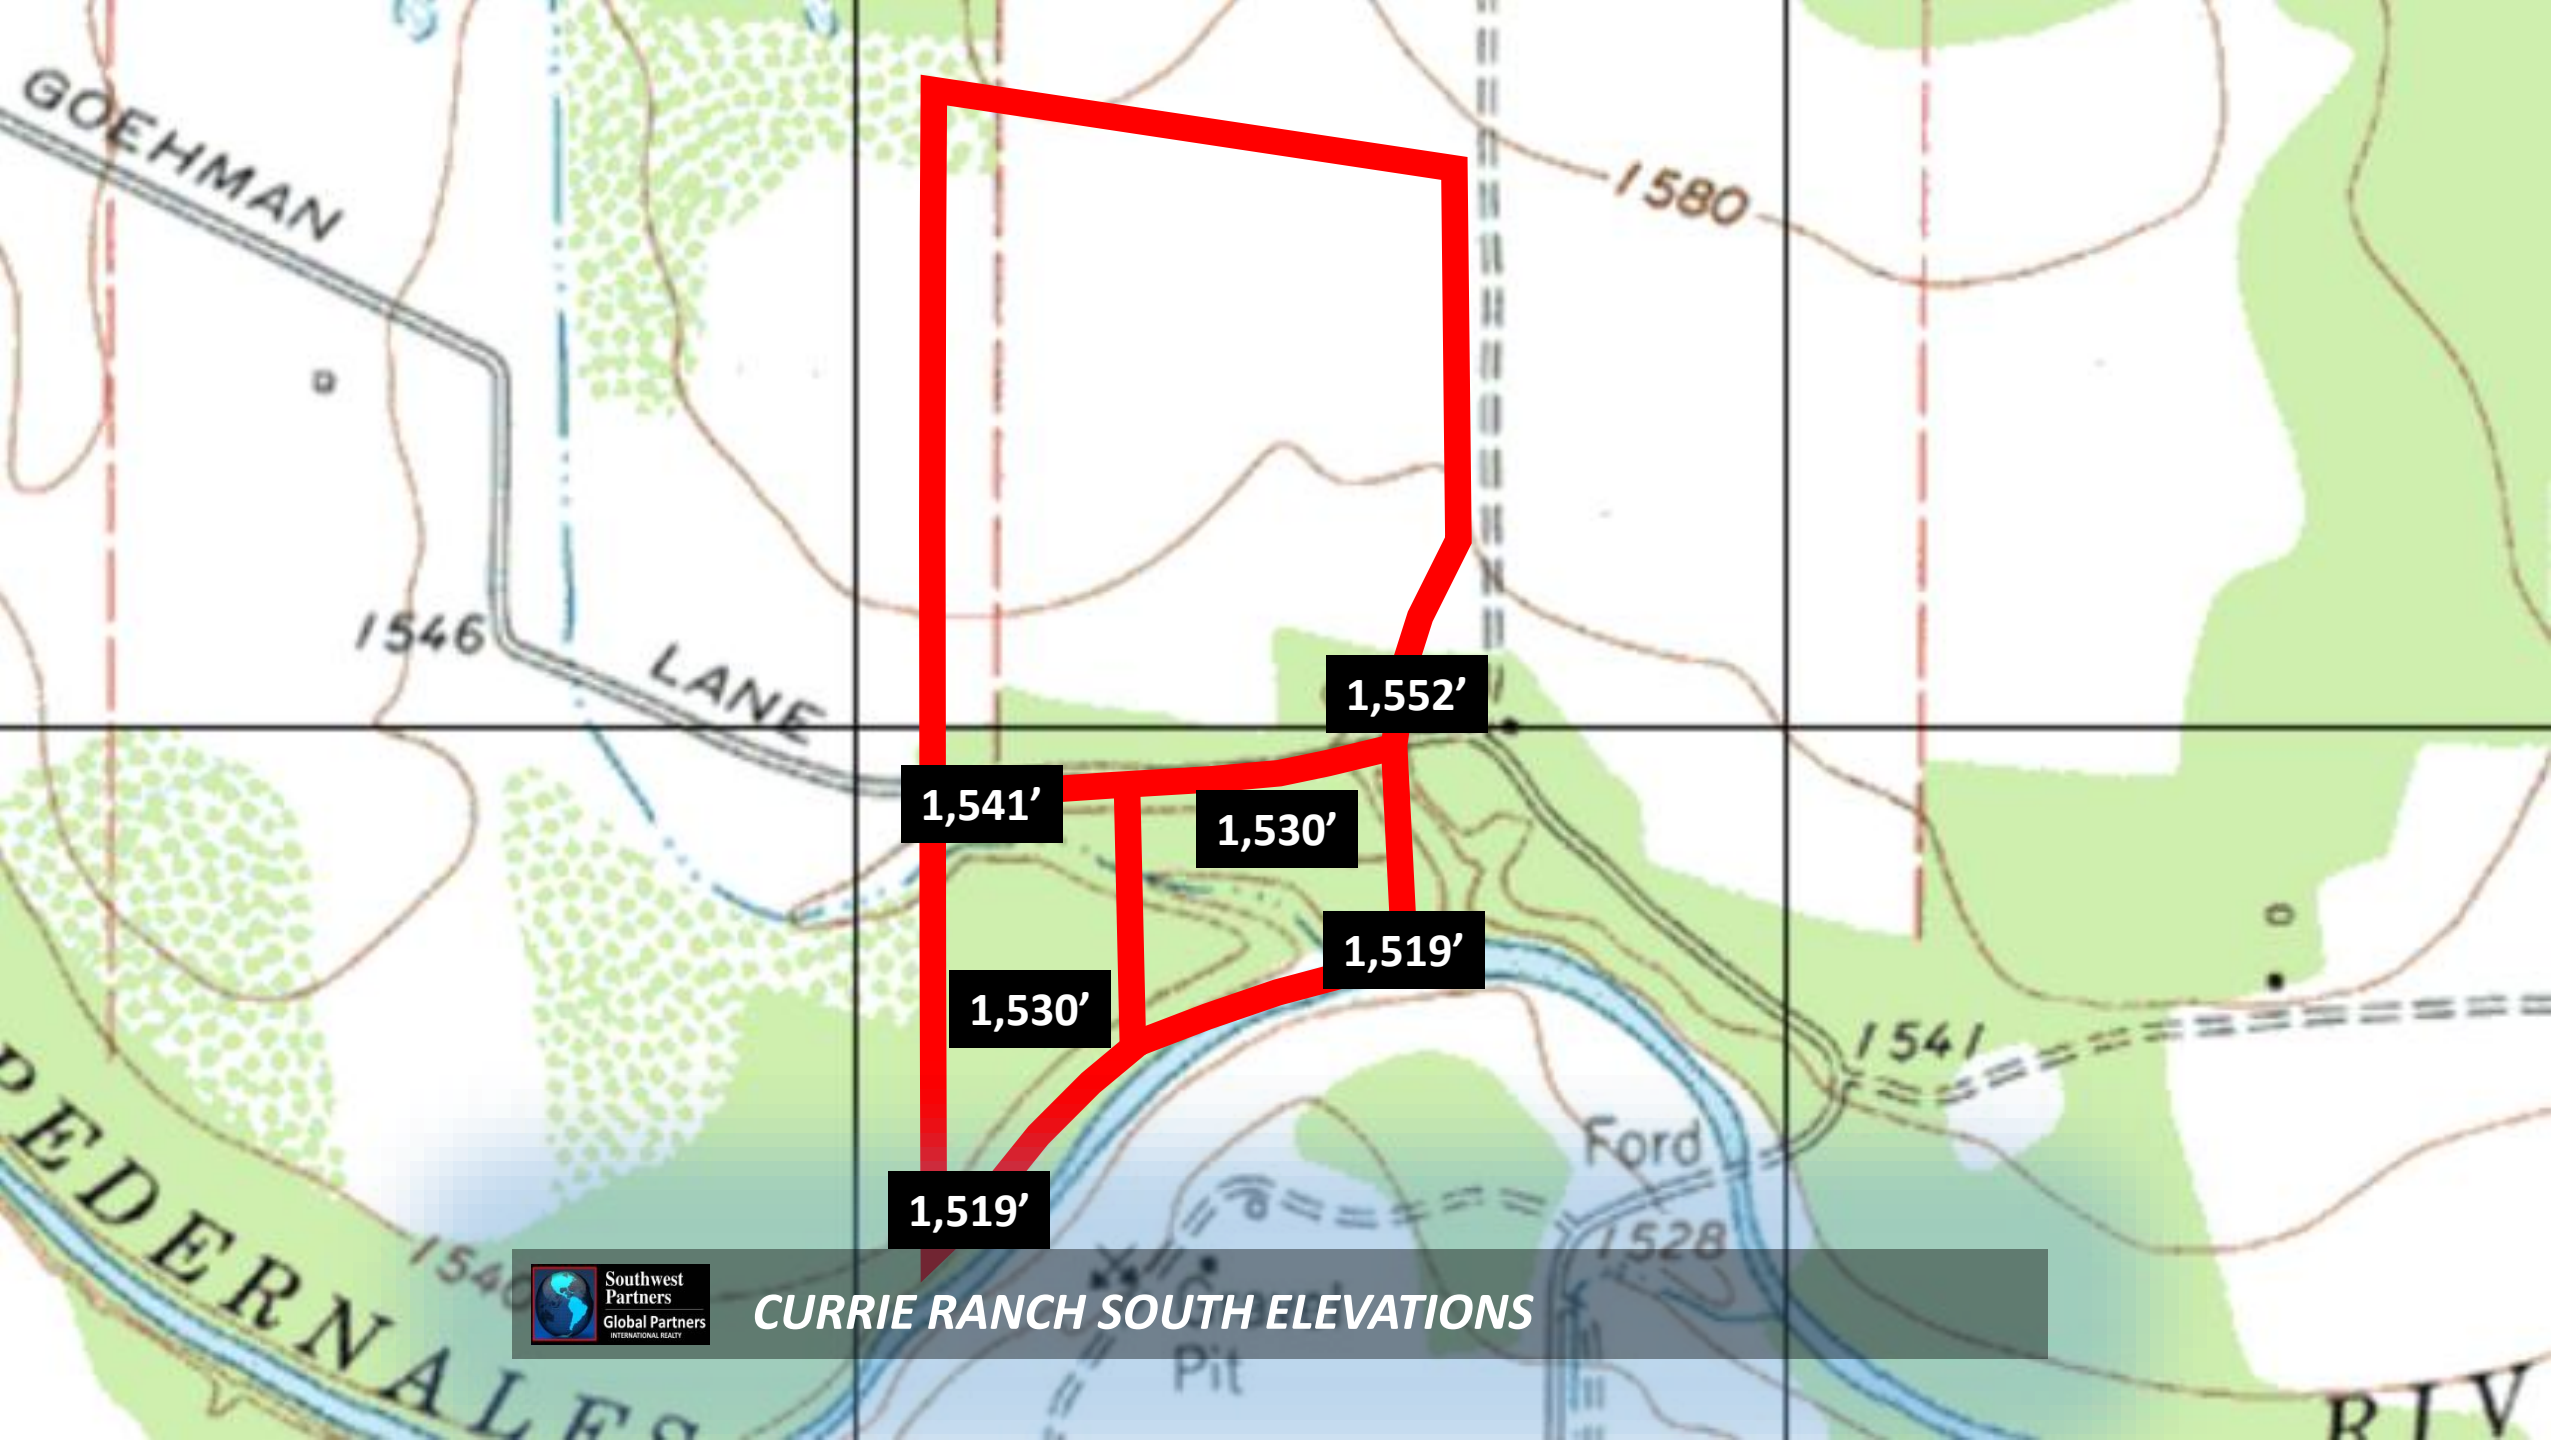 GOEHMAN
1580
1546
LANE
1,552’
1,541’
1,530’
1,519’
1,530’
1541
PEDERNALES
Ford
1,519’
1528
1540
Southwest
Partners
Global Partners
INTERNATIONAL REALTY
CURRIE RANCH SOUTH ELEVATIONS
Pit
RIV